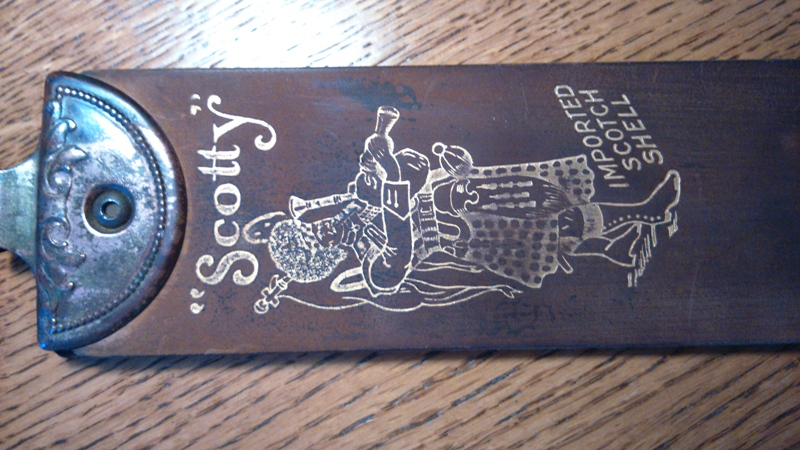 "Scotty"
IMPORTED
SCOTCH
SHELL